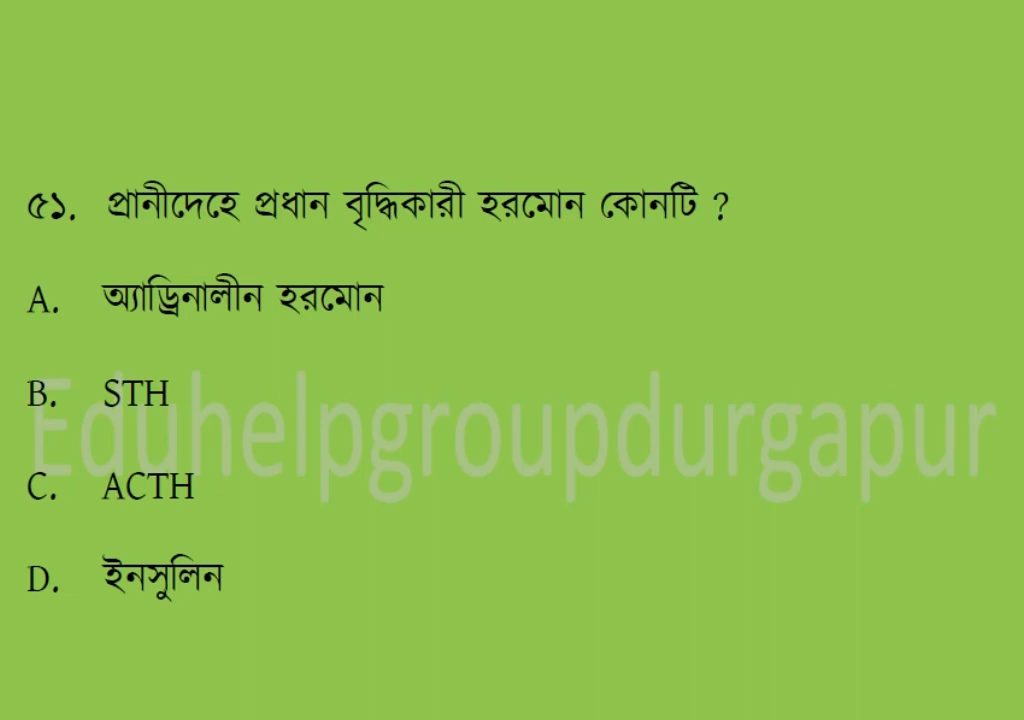 ৫১. প্রানীদেহে প্রধান বৃদ্ধিকারী হরমোন কোনটি ?
A. অ্যাড্রিনালীন হরমোন
B. STH
Eduhelpgroupdurgapur
C. ACTH
D. ইনসুলিন